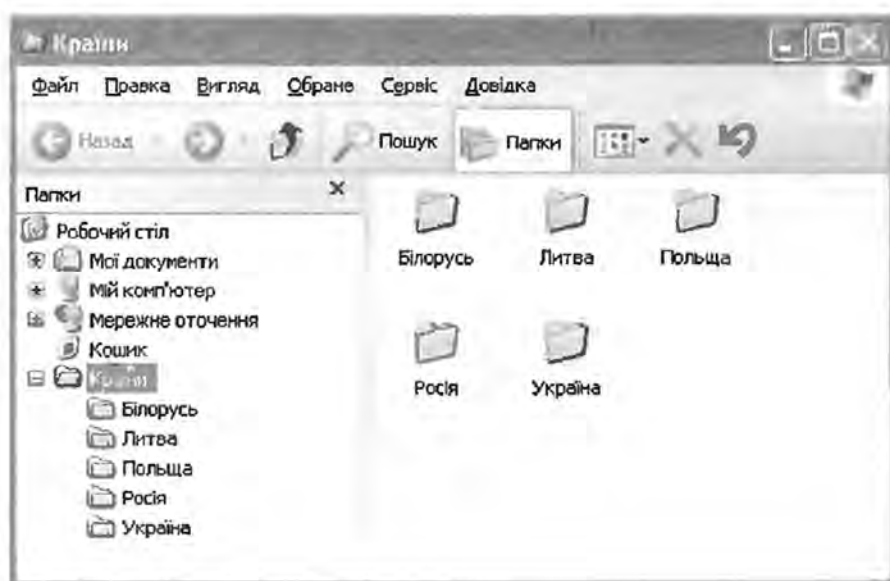 Країни
Файл Правка Вигляд Обране Сервіс Довідка
Назад Пошук Папки
Папки
Робочий стіл
Мої документи
Мій комп'ютер
Мережне оточення
Кошик
Країни
Білорусь
Литва
Польща
Росія
Україна
Білорусь Литва Польща
Росія Україна